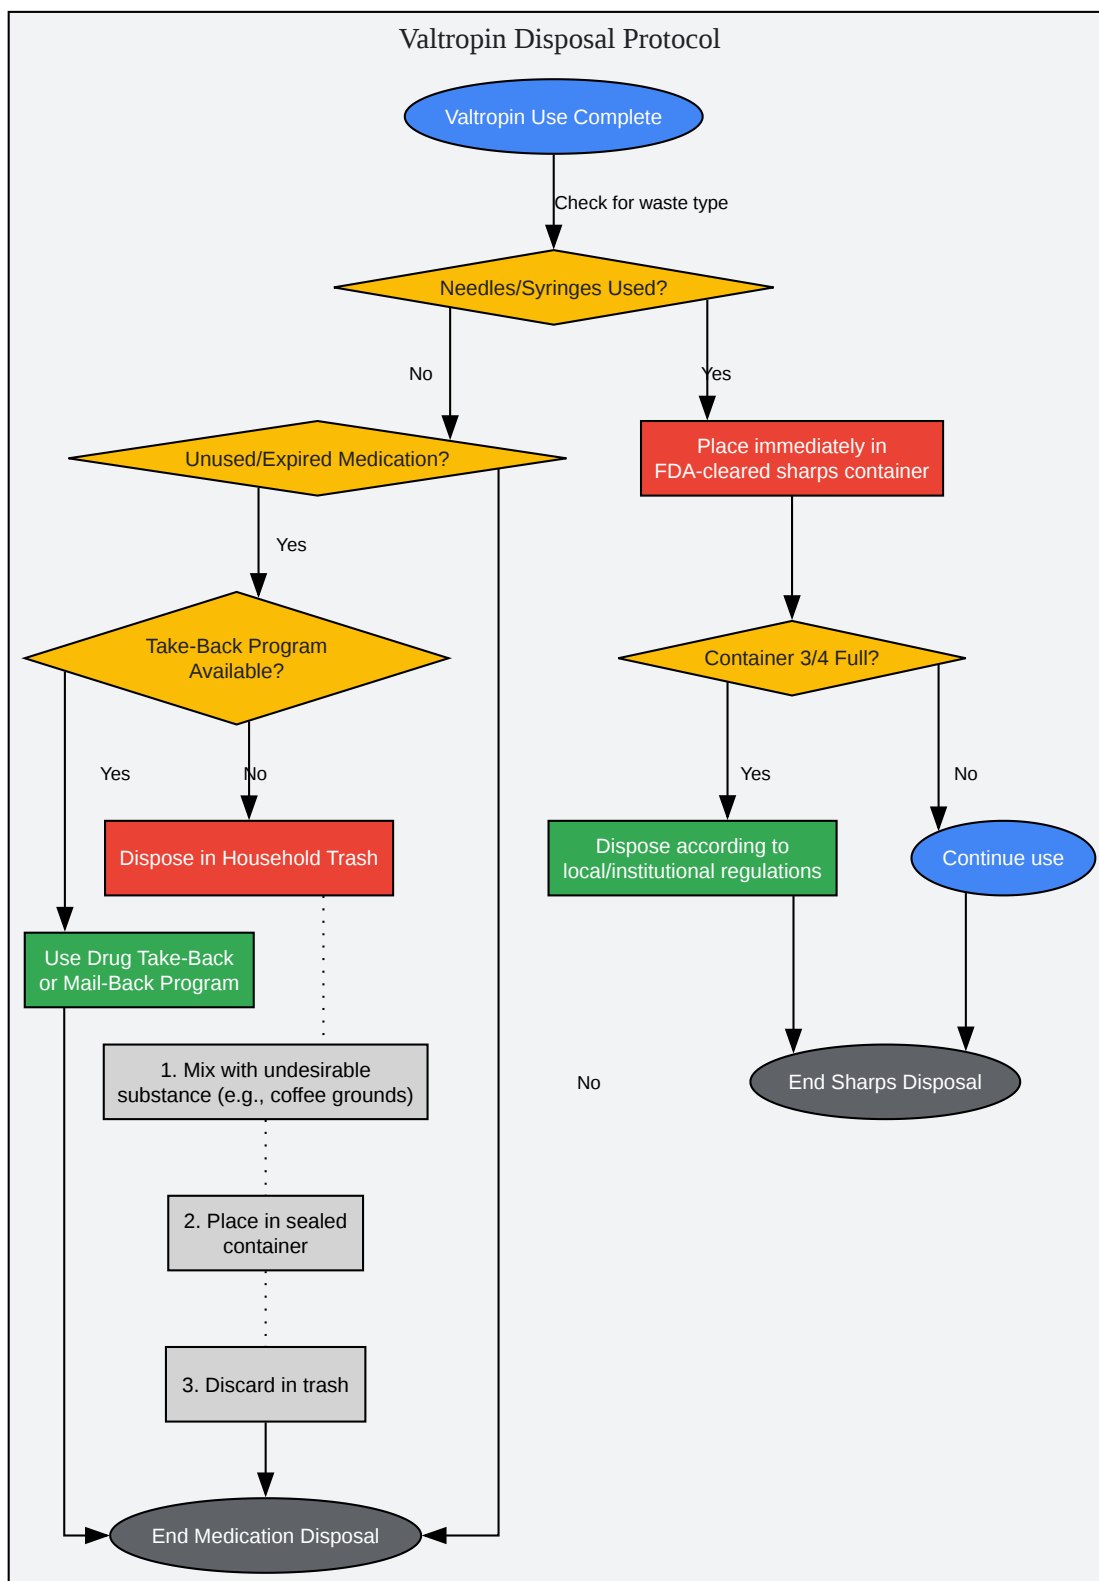 Valtropin Disposal Protocol
Valtropin Use Complete
Check for waste type
Needles/Syringes Used?
No
Yes
Unused/Expired Medication?
Place immediately in
FDA-cleared sharps container
Yes
Take-Back Program
Available?
Container 3/4 Full?
Yes
No
Yes
No
Dispose in Household Trash
Dispose according to
local/institutional regulations
Continue use
Use Drug Take-Back
or Mail-Back Program
1. Mix with undesirable
substance (e.g., coffee grounds)
No
End Sharps Disposal
2. Place in sealed
container
3. Discard in trash
End Medication Disposal